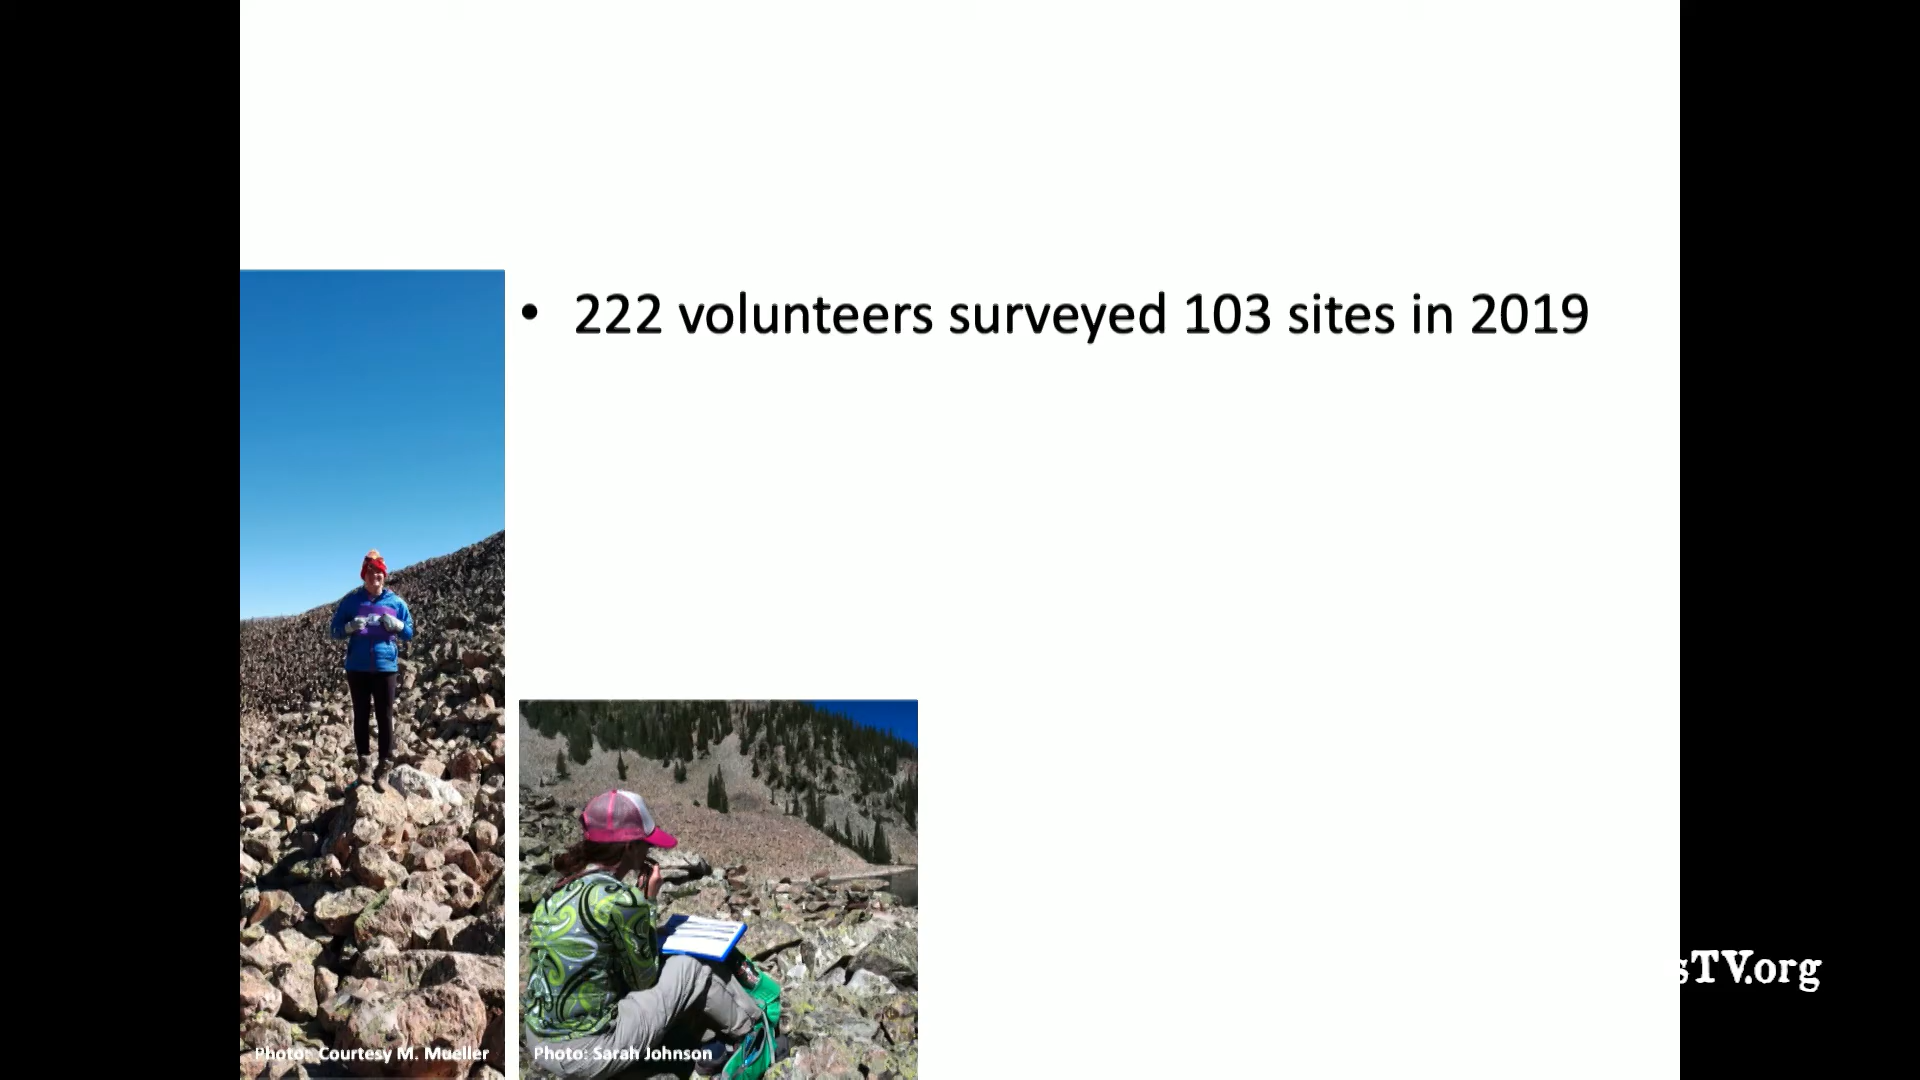 • 222 volunteers surveyed 103 sites in 2019
Photo: Courtesy M. Mueller
Photo: Sarah Johnson
sTV.org